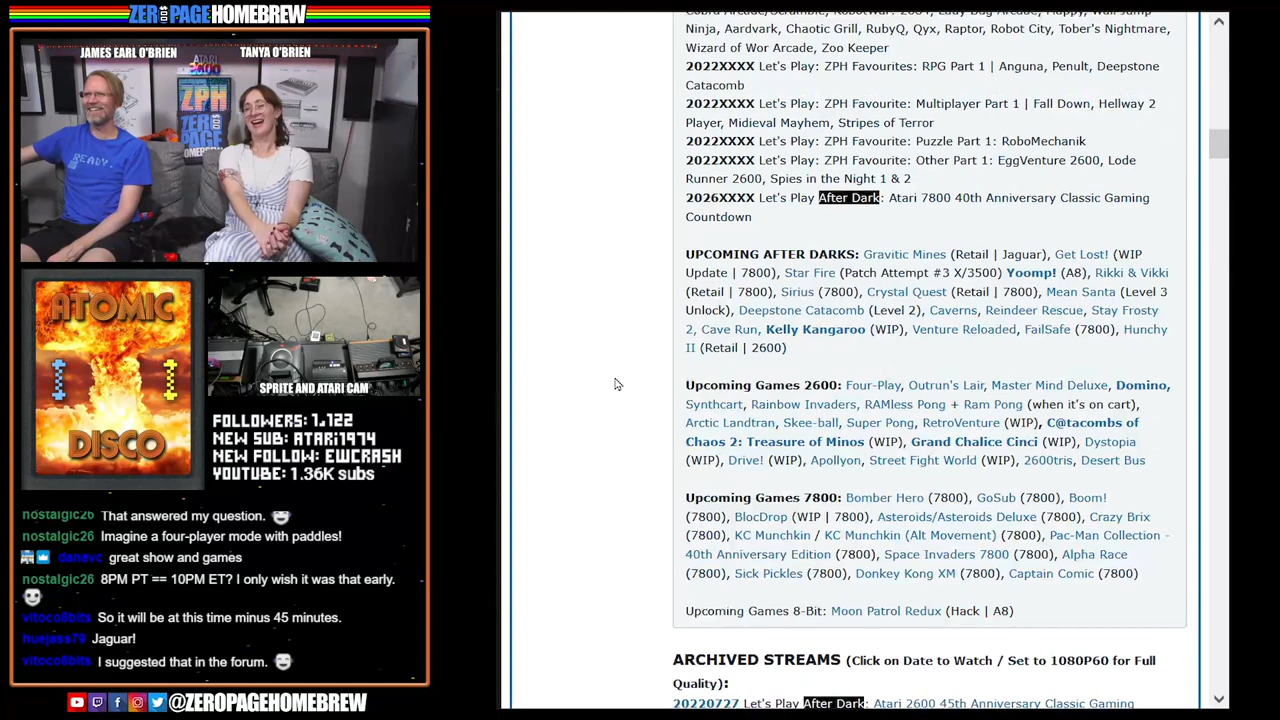 ZERO PAGE HOMEBREW
JAMES EARL O'BRIEN
TANYA O'BRIEN
ATARI
ZPH
ZERO PAGE HOMEBREW
READY.
ATOMIC
DISCO
SPRITE AND ATARI CAM
FOLLOWERS: 1,122
NEW SUB: ATARI1974
NEW FOLLOW: EWCRASH
YOUTUBE: 1.36K SUBS
nostalgic26 That answered my question.
nostalgic26 Imagine a four-player mode with paddles!
danavc great show and games
nostalgic26 8PM PT == 10PM ET? I only wish it was that early.
vitoco8bits So it will be at this time minus 45 minutes.
huejass79 Jaguar!
vitoco8bits I suggested that in the forum.
@ZEROPAGEHOMEBREW
Ninja, Aardvark, Chaotic Grill, RubyQ, Qyx, Raptor, Robot City, Tober's Nightmare,
Wizard of Wor Arcade, Zoo Keeper
2022XXXX Let's Play: ZPH Favourites: RPG Part 1 | Anguna, Penult, Deepstone
Catacomb
2022XXXX Let's Play: ZPH Favourite: Multiplayer Part 1 | Fall Down, Hellway 2
Player, Midieval Mayhem, Stripes of Terror
2022XXXX Let's Play: ZPH Favourite: Puzzle Part 1: RoboMechanik
2022XXXX Let's Play: ZPH Favourite: Other Part 1: EggVenture 2600, Lode
Runner 2600, Spies in the Night 1 & 2
2026XXXX Let's Play After Dark: Atari 7800 40th Anniversary Classic Gaming
Countdown
UPCOMING AFTER DARKS: Gravitic Mines (Retail | Jaguar), Get Lost! (WIP
Update | 7800), Star Fire (Patch Attempt #3 X/3500) Yoomp! (A8), Rikki & Vikki
(Retail | 7800), Sirius (7800), Crystal Quest (Retail | 7800), Mean Santa (Level 3
Unlock), Deepstone Catacomb (Level 2), Caverns, Reindeer Rescue, Stay Frosty
2, Cave Run, Kelly Kangaroo (WIP), Venture Reloaded, FailSafe (7800), Hunchy
II (Retail | 2600)
Upcoming Games 2600: Four-Play, Outrun's Lair, Master Mind Deluxe, Domino,
Synthcart, Rainbow Invaders, RAMless Pong + Ram Pong (when it's on cart),
Arctic Landtran, Skee-ball, Super Pong, RetroVenture (WIP), C@tacombs of
Chaos 2: Treasure of Minos (WIP), Grand Chalice Cinci (WIP), Dystopia
(WIP), Drive! (WIP), Apollyon, Street Fight World (WIP), 2600tris, Desert Bus
Upcoming Games 7800: Bomber Hero (7800), GoSub (7800), Boom!
(7800), BlocDrop (WIP | 7800), Asteroids/Asteroids Deluxe (7800), Crazy Brix
(7800), KC Munchkin / KC Munchkin (Alt Movement) (7800), Pac-Man Collection -
40th Anniversary Edition (7800), Space Invaders 7800 (7800), Alpha Race
(7800), Sick Pickles (7800), Donkey Kong XM (7800), Captain Comic (7800)
Upcoming Games 8-Bit: Moon Patrol Redux (Hack | A8)
ARCHIVED STREAMS (Click on Date to Watch / Set to 1080P60 for Full
Quality):
20220727 Let's Play After Dark: Atari 2600 45th Anniversary Classic Gaming